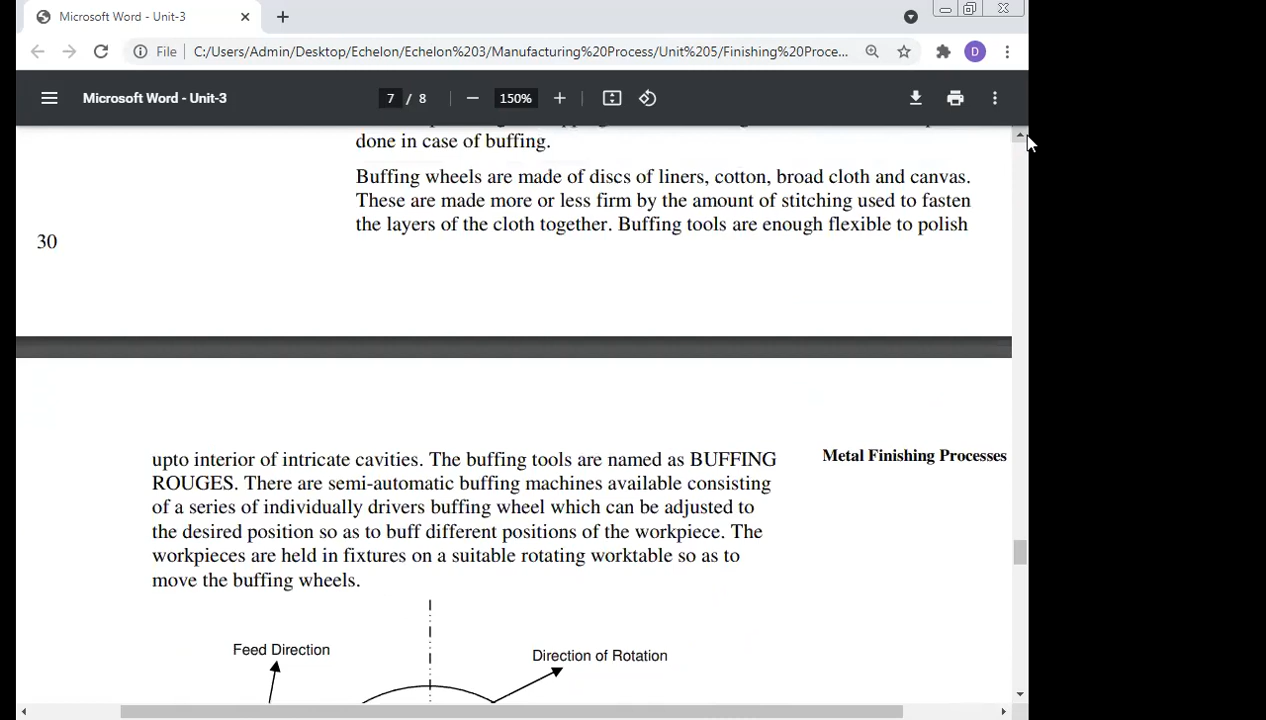 Microsoft Word - Unit-3
File
C:/Users/Admin/Desktop/Echelon/Echelon%203/Manufacturing%20Process/Unit%205/Finishing%20Proce...
D
Microsoft Word - Unit-3
7 / 8
150%
done in case of buffing.
Buffing wheels are made of discs of liners, cotton, broad cloth and canvas.
These are made more or less firm by the amount of stitching used to fasten
the layers of the cloth together. Buffing tools are enough flexible to polish
30
upto interior of intricate cavities. The buffing tools are named as BUFFING
Metal Finishing Processes
ROUGES. There are semi-automatic buffing machines available consisting
of a series of individually drivers buffing wheel which can be adjusted to
the desired position so as to buff different positions of the workpiece. The
workpieces are held in fixtures on a suitable rotating worktable so as to
move the buffing wheels.
Feed Direction
Direction of Rotation